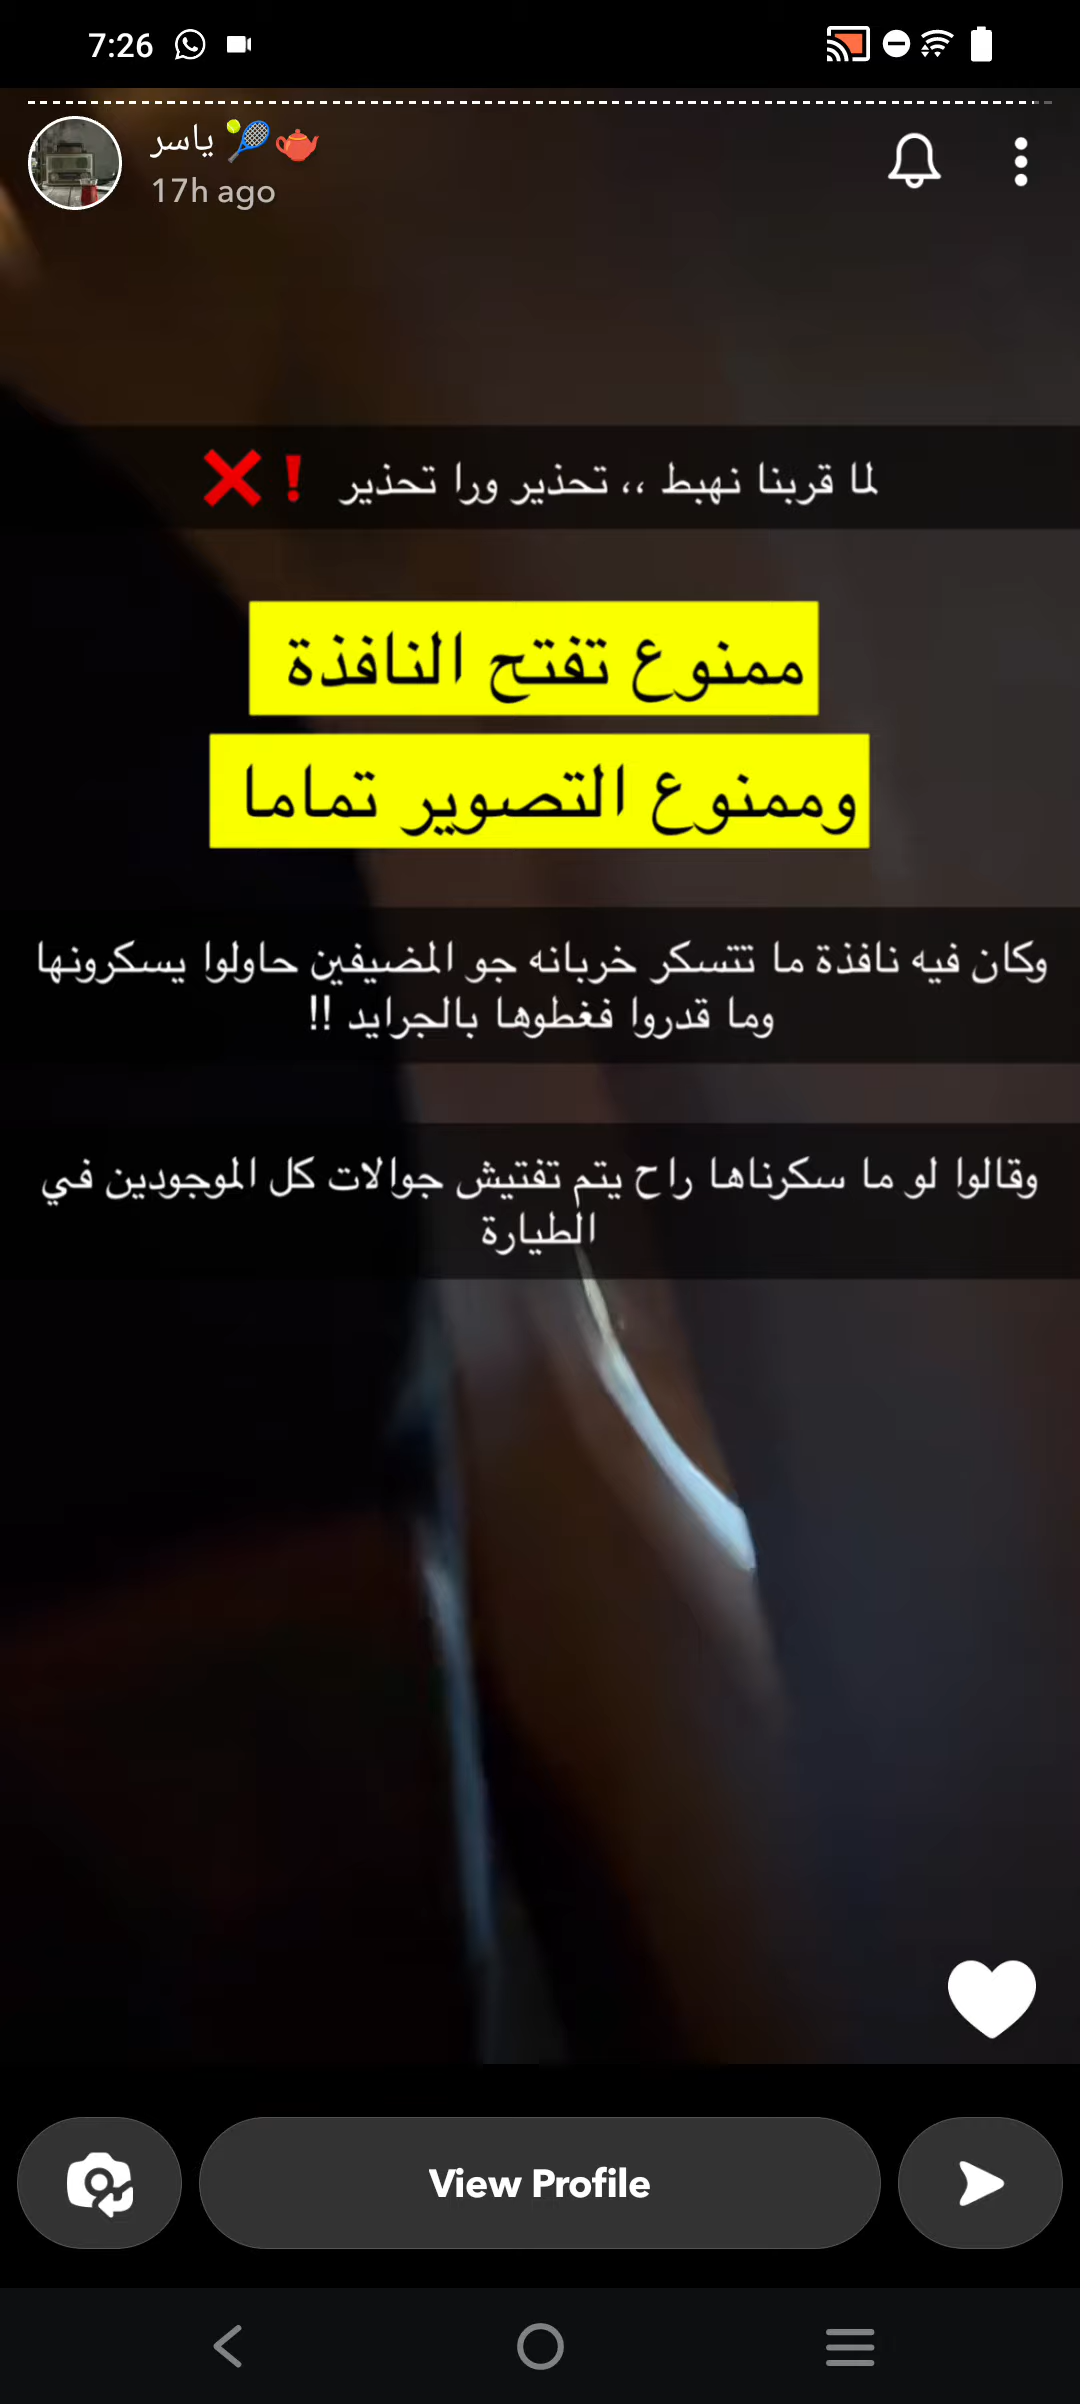 7:26
ياسر 🎾🫖
17h ago
لما قربنا نهبط ،، تحذير ورا تحذير ❗❌
ممنوع تفتح النافذة
وممنوع التصوير تماما
وكان فيه نافذة ما تتسكر خربانه جو المضيفين حاولوا يسكرونها
وما قدروا فغطوها بالجرايد !!
وقالوا لو ما سكرناها راح يتم تفتيش جوالات كل الموجودين في
الطيارة
View Profile